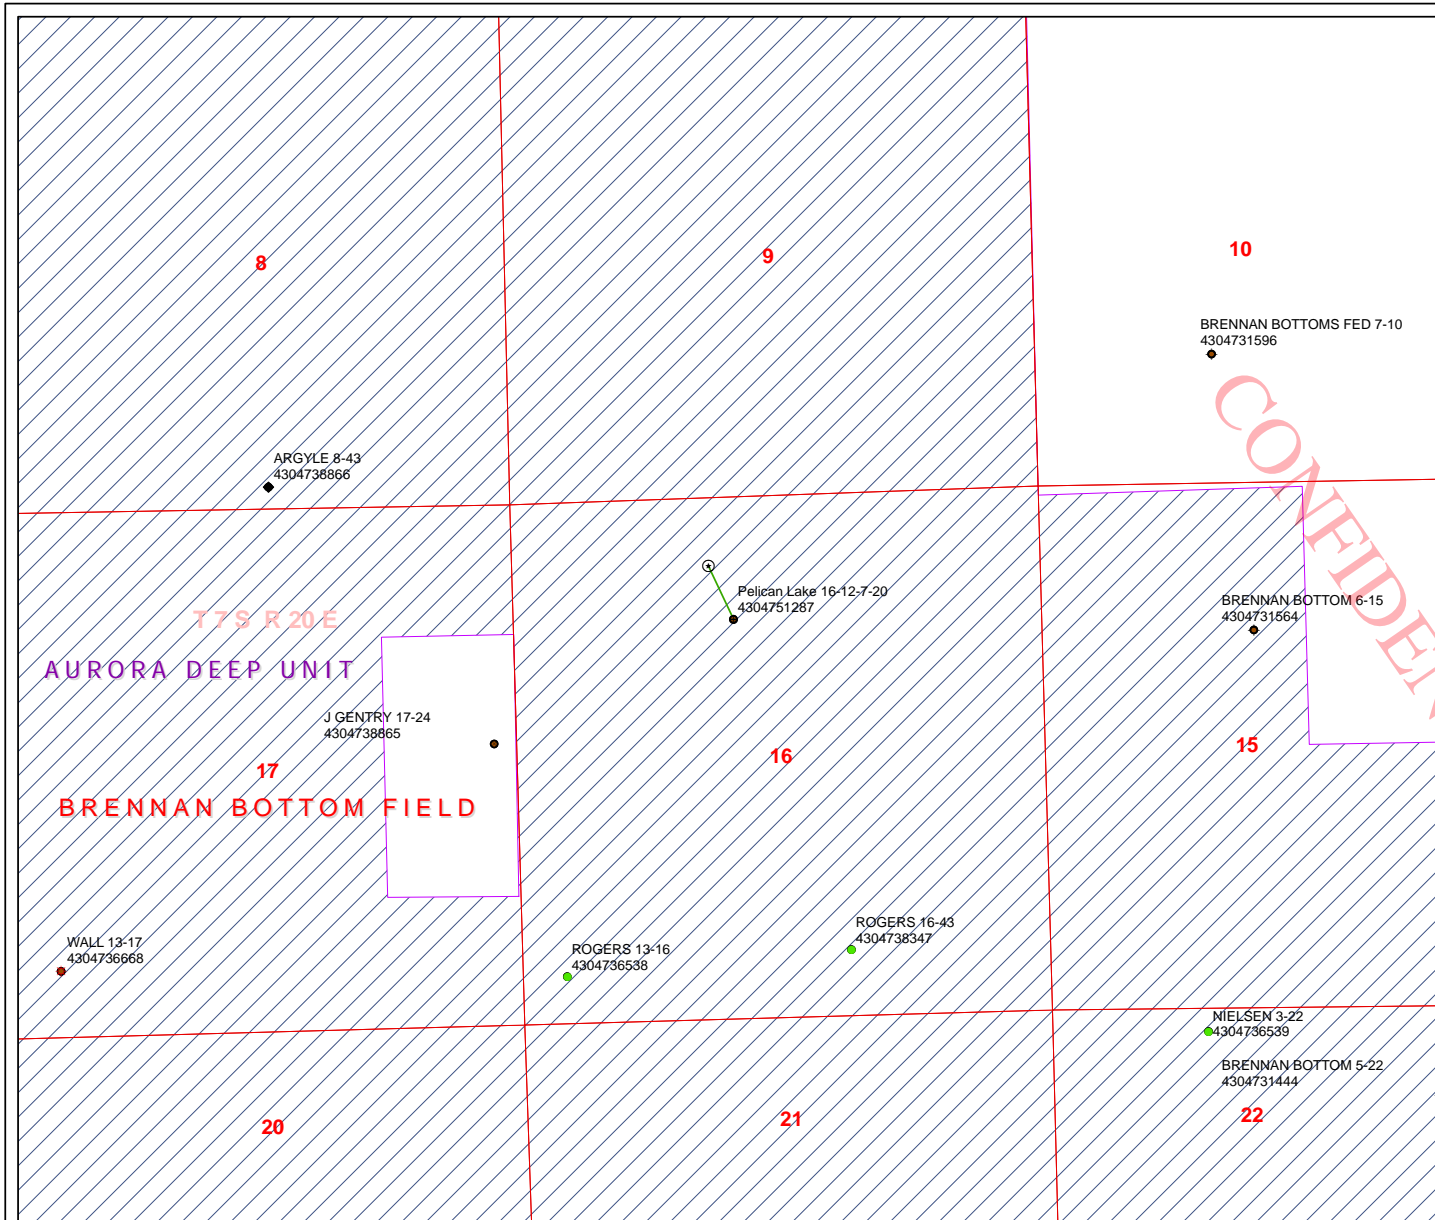 8
9
10
BRENNAN BOTTOMS FED 7-10
4304731596
ARGYLE 8-43
4304738866
Pelican Lake 16-12-7-20
4304751287
BRENNAN BOTTOM 6-15
4304731564
T 7 S R 20 E
AURORA DEEP UNIT
J GENTRY 17-24
4304738865
17
16
15
BRENNAN BOTTOM FIELD
WALL 13-17
4304736668
ROGERS 13-16
4304736538
ROGERS 16-43
4304738347
NIELSEN 3-22
4304736539
BRENNAN BOTTOM 5-22
4304731444
20
21
22